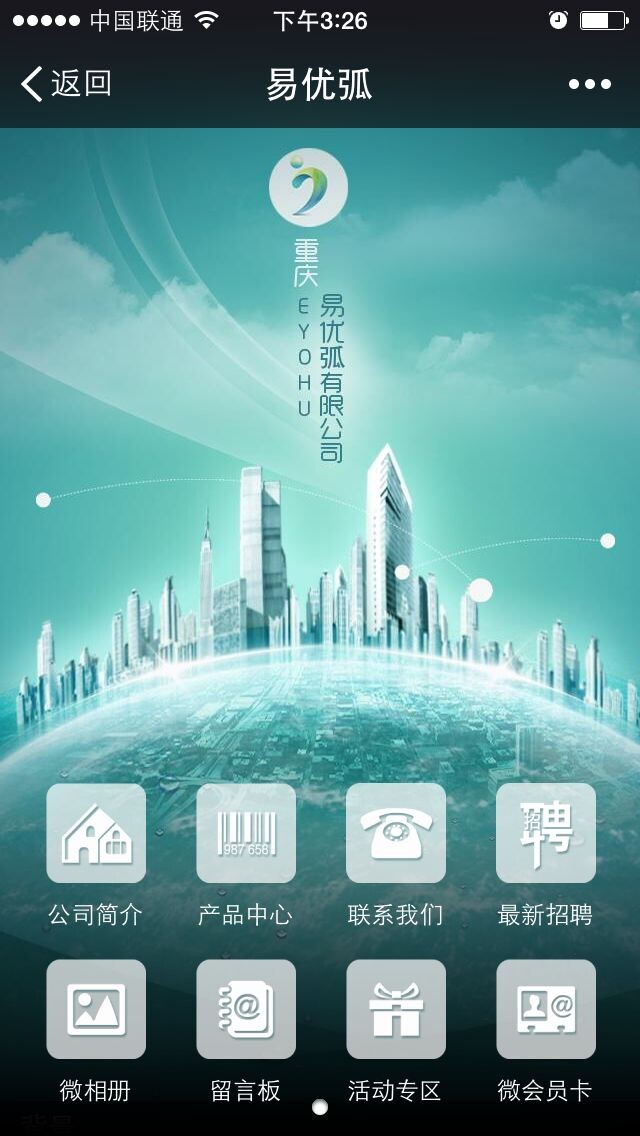 中国联通
下午3:26
返回
易优弧
重庆
EYOHU
易优弧有限公司
987 658
招聘
公司简介
产品中心
联系我们
最新招聘
@
@
微相册
留言板
活动专区
微会员卡